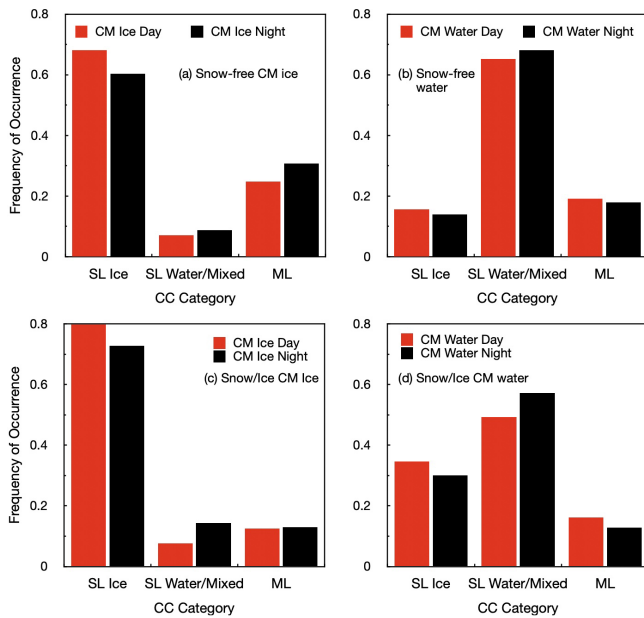 CM Ice Day CM Ice Night
(a) Snow-free CM ice
Frequency of Occurrence
0.8
0.6
0.4
0.2
0
SL Ice SL Water/Mixed ML
CC Category
CM Water Day CM Water Night
(b) Snow-free
water
0.8
0.6
0.4
0.2
0
SL Ice SL Water/Mixed ML
CC Category
CM Ice Day
CM Ice Night
(c) Snow/Ice CM Ice
Frequency of Occurrence
0.8
0.6
0.4
0.2
0
SL Ice SL Water/Mixed ML
CC Category
CM Water Day
CM Water Night
(d) Snow/Ice CM water
0.8
0.6
0.4
0.2
0
SL Ice SL Water/Mixed ML
CC Category